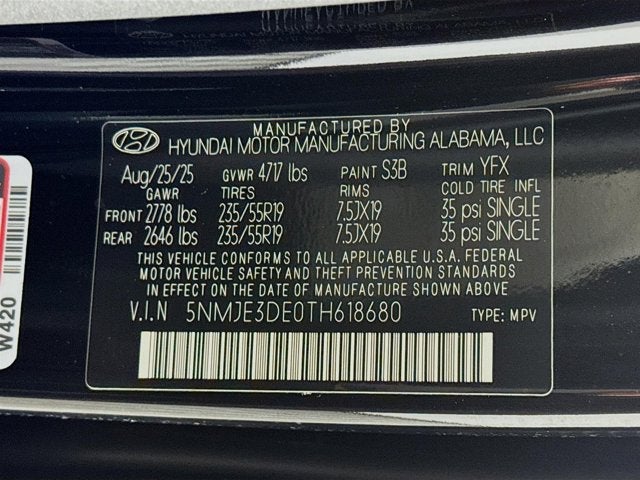 MANUFACTURED BY
HYUNDAI MOTOR MANUFACTURING ALABAMA, LLC
Aug/25/25 GVWR 4717 lbs PAINT S3B TRIM YFX
GAWR TIRES RIMS COLD TIRE INFL
FRONT 2778 lbs 235/55R19 7.5JX19 35 psi SINGLE
REAR 2646 lbs 235/55R19 7.5JX19 35 psi SINGLE
THIS VEHICLE CONFORMS TO ALL APPLICABLE U.S.A. FEDERAL
MOTOR VEHICLE SAFETY AND THEFT PREVENTION STANDARDS
IN EFFECT ON THE DATE OF MANUFACTURE SHOWN ABOVE.
V.I.N 5NMJE3DE0TH618680 TYPE: MPV
W420